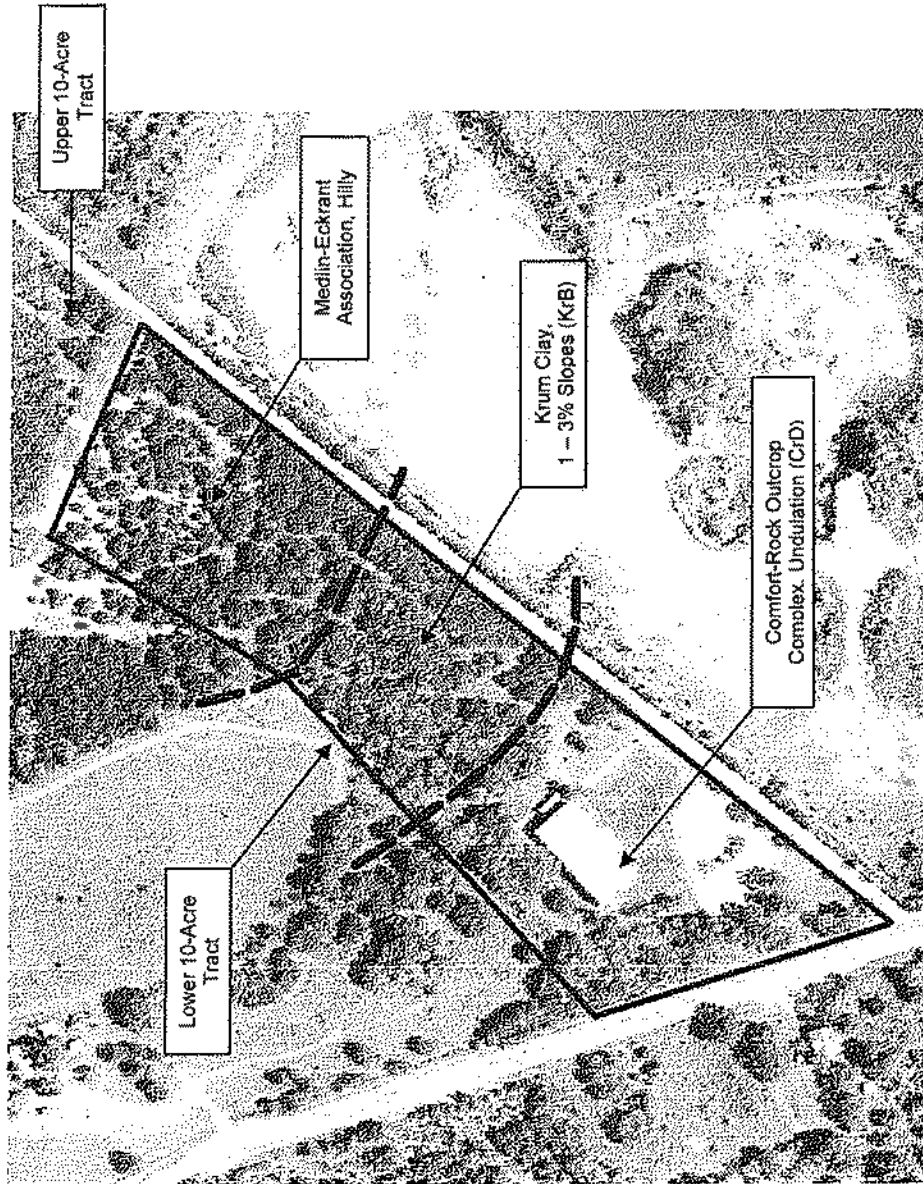 Upper 10-Acre
Tract
Medlin-Eckrant
Association, Hilly
Krum Clay,
1 – 3% Slopes (KrB)
Comfort-Rock Outcrop
Complex. Undulation (CrD)
Lower 10-Acre
Tract